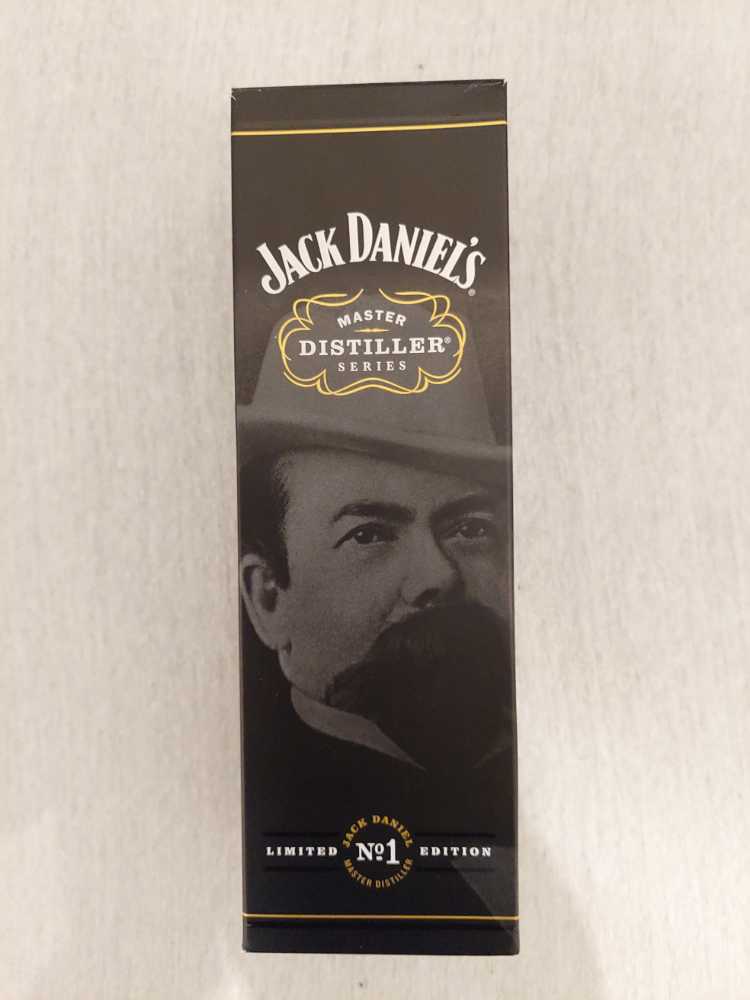 JACK DANIEL'S®
MASTER
DISTILLER®
SERIES
JACK DANIEL
LIMITED Nº1 EDITION
MASTER DISTILLER